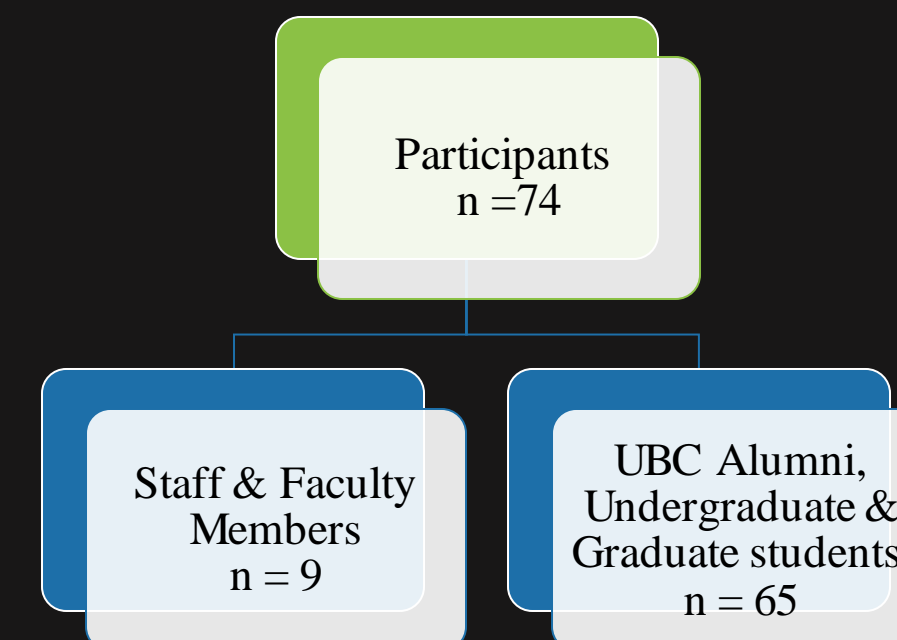 Participants
n =74
Staff & Faculty
Members
n = 9
UBC Alumni,
Undergraduate &
Graduate students
n = 65